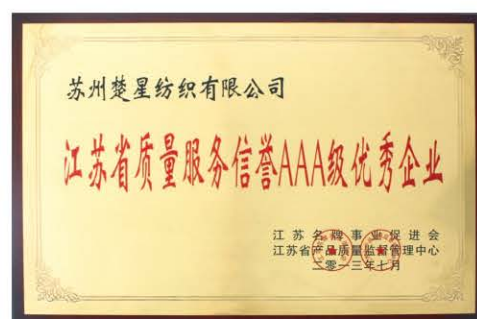 苏州楚星纺织有限公司
江苏省质量服务信誉AAA级优秀企业
江苏名牌事业促进会
江苏省产品质量监督管理中心
二零一三年七月